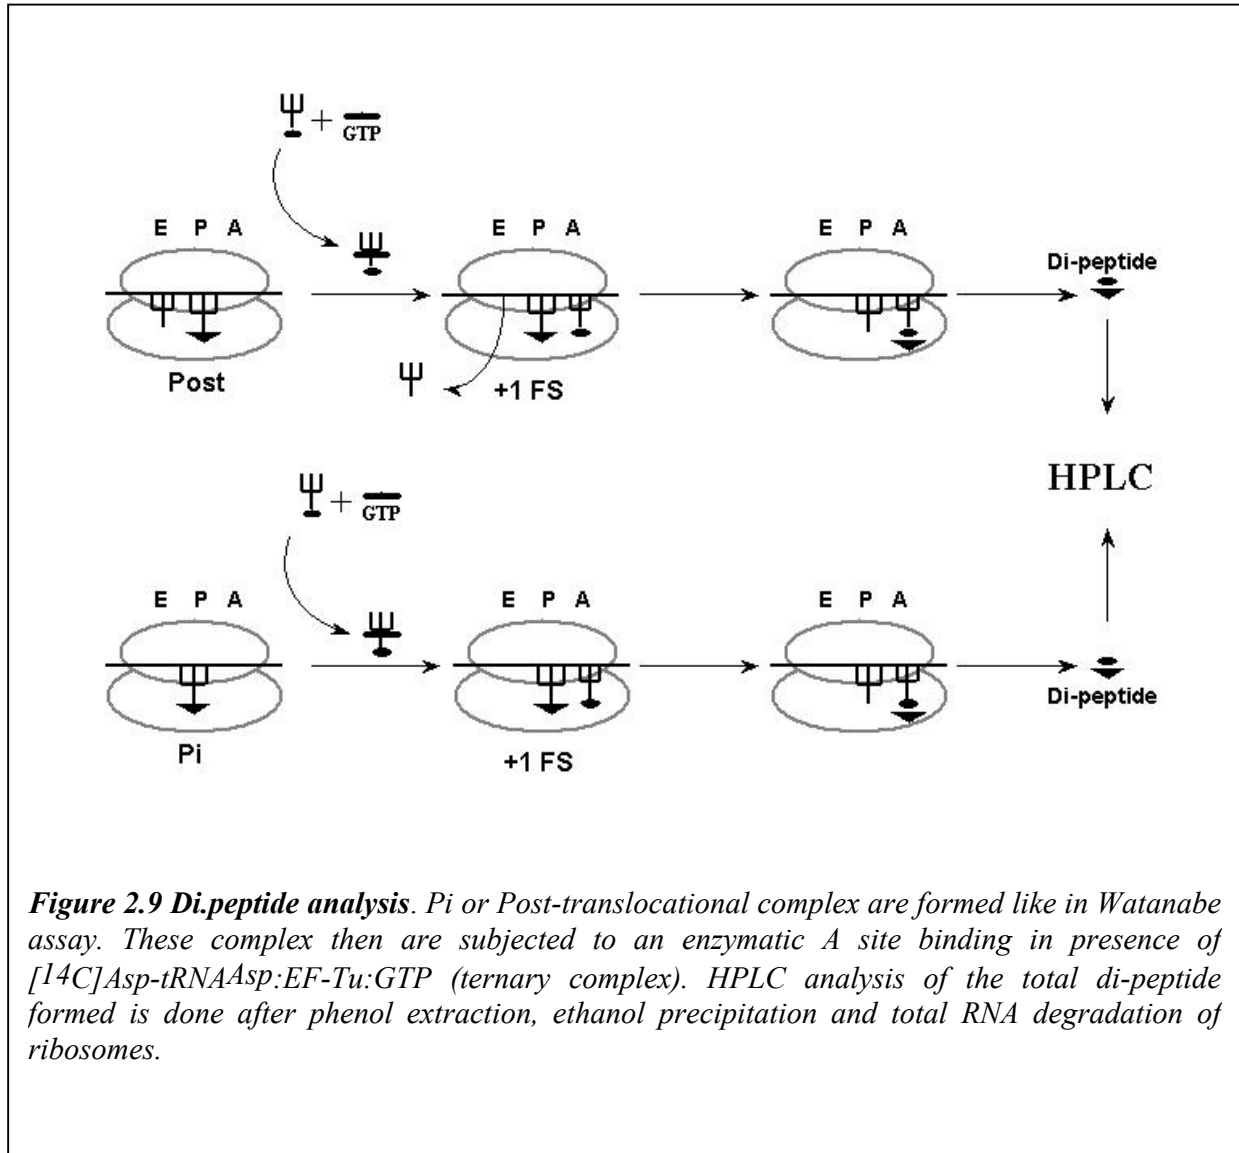 + GTP
E P A
E P A
E P A
Di-peptide
Post
+1 FS
HPLC
+ GTP
E P A
E P A
E P A
Di-peptide
Pi
+1 FS
Figure 2.9 Di.peptide analysis. Pi or Post-translocational complex are formed like in Watanabe
assay. These complex then are subjected to an enzymatic A site binding in presence of
[14C]Asp-tRNAAsp:EF-Tu:GTP (ternary complex). HPLC analysis of the total di-peptide
formed is done after phenol extraction, ethanol precipitation and total RNA degradation of
ribosomes.